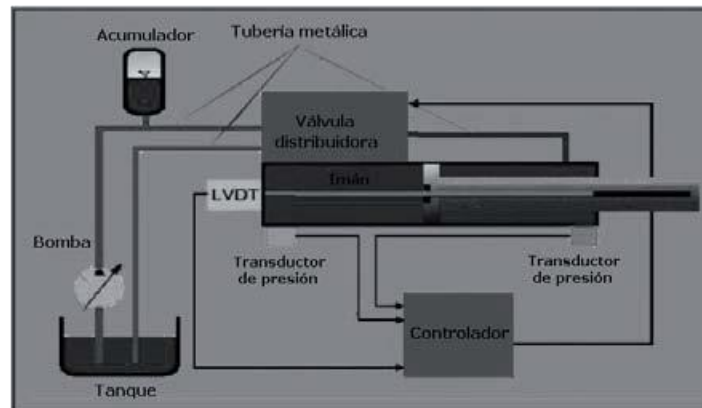 Acumulador
Tubería metálica
Válvula
distribuidora
Imán
LVDT
Bomba
Transductor
de presión
Transductor
de presión
Controlador
Tanque